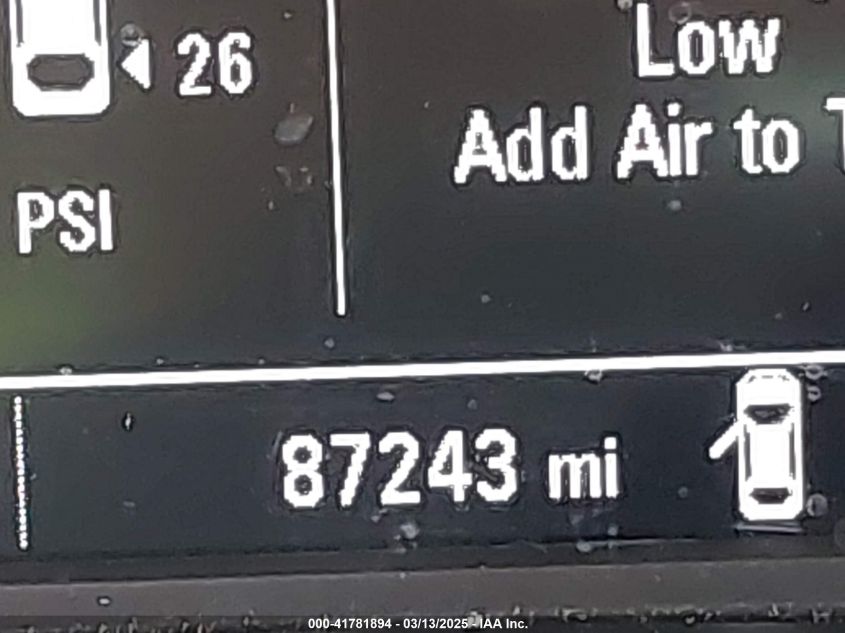 26
PSI
Low
Add Air to
87243 mi
000-41781894 - 03/13/2025 - IAA Inc.